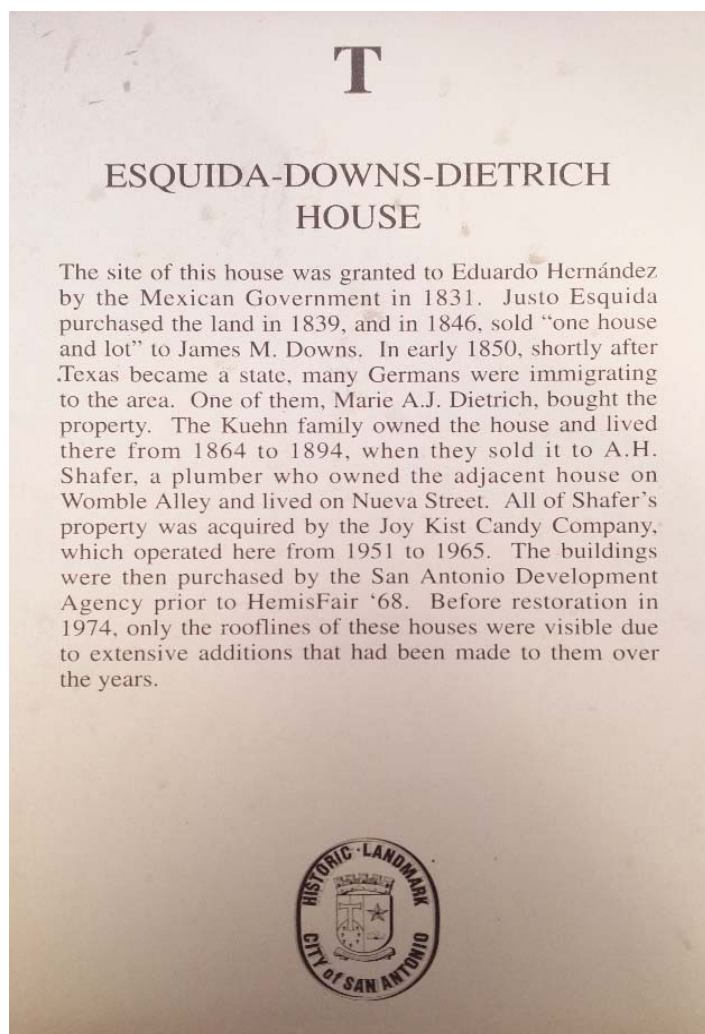 T
ESQUIDA-DOWNS-DIETRICH
HOUSE
The site of this house was granted to Eduardo Hernández
by the Mexican Government in 1831. Justo Esquida
purchased the land in 1839, and in 1846, sold “one house
and lot” to James M. Downs. In early 1850, shortly after
Texas became a state, many Germans were immigrating
to the area. One of them, Marie A.J. Dietrich, bought the
property. The Kuehn family owned the house and lived
there from 1864 to 1894, when they sold it to A.H.
Shafer, a plumber who owned the adjacent house on
Womble Alley and lived on Nueva Street. All of Shafer’s
property was acquired by the Joy Kist Candy Company,
which operated here from 1951 to 1965. The buildings
were then purchased by the San Antonio Development
Agency prior to HemisFair ‘68. Before restoration in
1974, only the rooflines of these houses were visible due
to extensive additions that had been made to them over
the years.
HISTORIC · LANDMARK
CITY of SAN ANTONIO